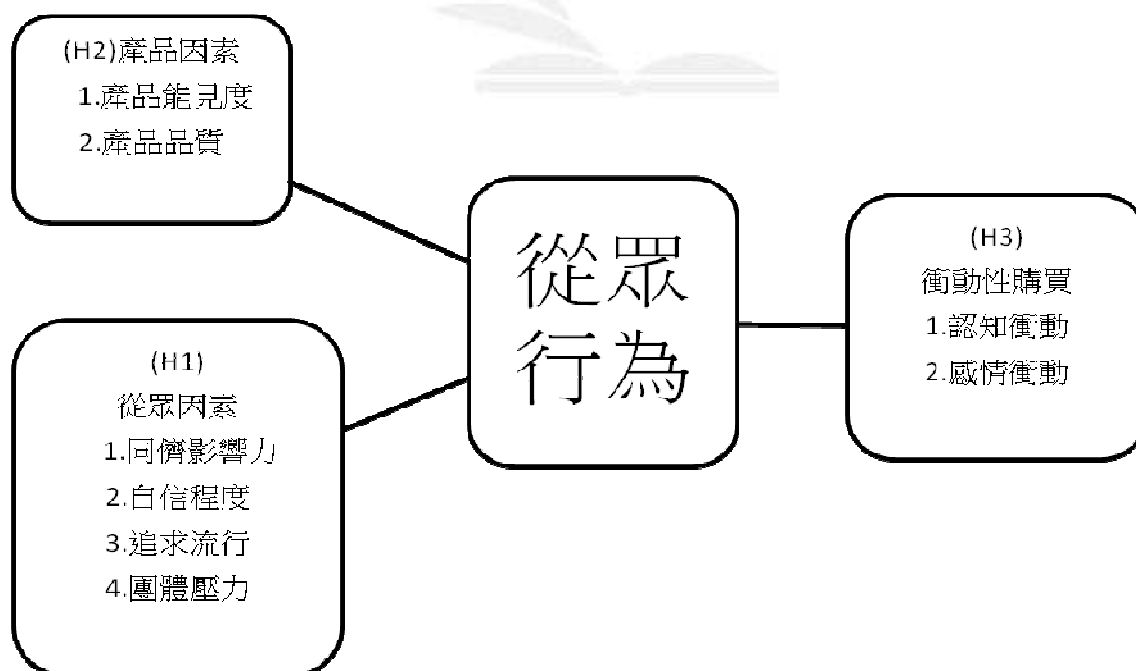 (H2)產品因素
1.產品能見度
2.產品品質
(H1)
從眾因素
1.同儕影響力
2.自信程度
3.追求流行
4.團體壓力
從眾
行為
(H3)
衝動性購買
1.認知衝動
2.感情衝動